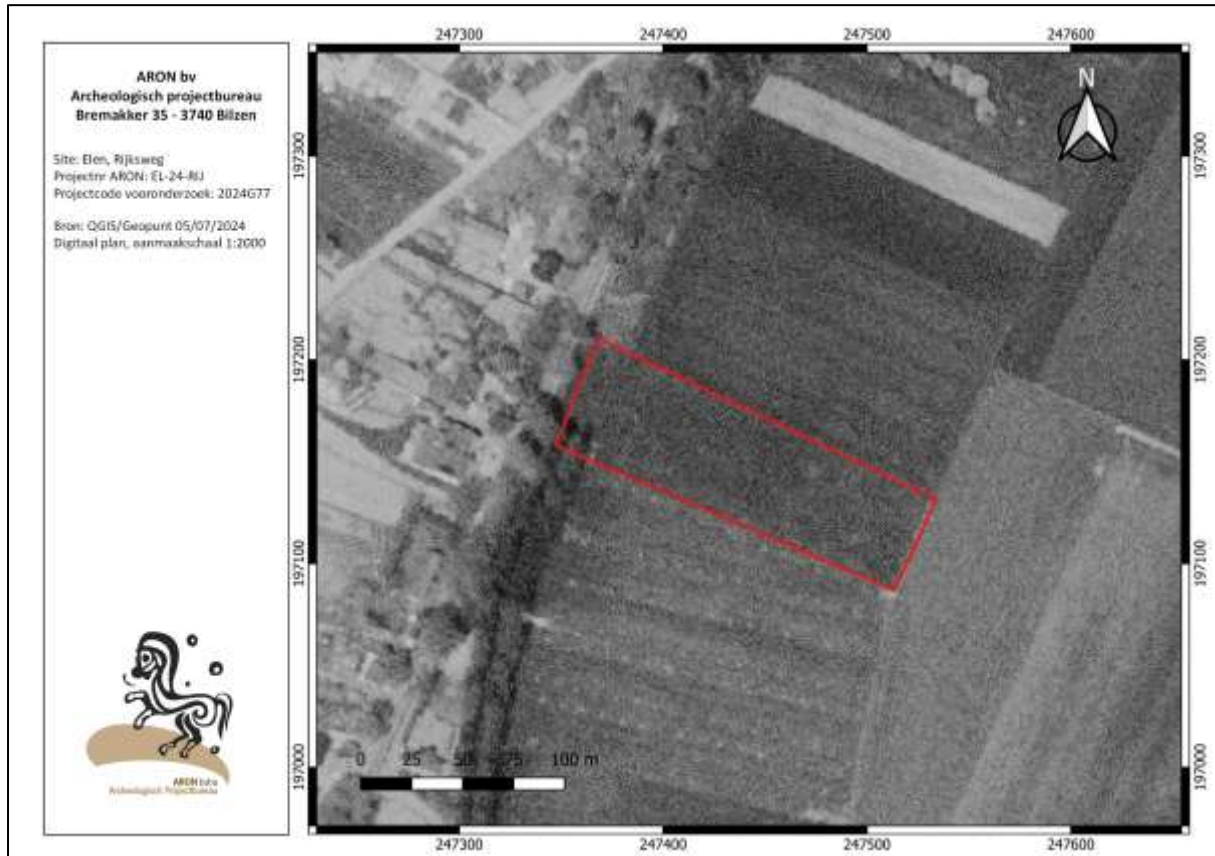 ARON bv
Archeologisch projectbureau
Bremakker 35 - 3740 Bilzen
Site: Elen, Rijksweg
Projectnr ARON: EL-24-RIJ
Projectcode vooronderzoek: 2024G77
Bron: QGIS/Geopunt 05/07/2024
Digitaal plan, aanmaakschaal 1:2000
ARON bvba
Archeologisch Projectbureau
247300 247400 247500 247600
N
197300 197300
197200 197200
197100 197100
197000 197000
0 25 50 75 100 m
247300 247400 247500 247600